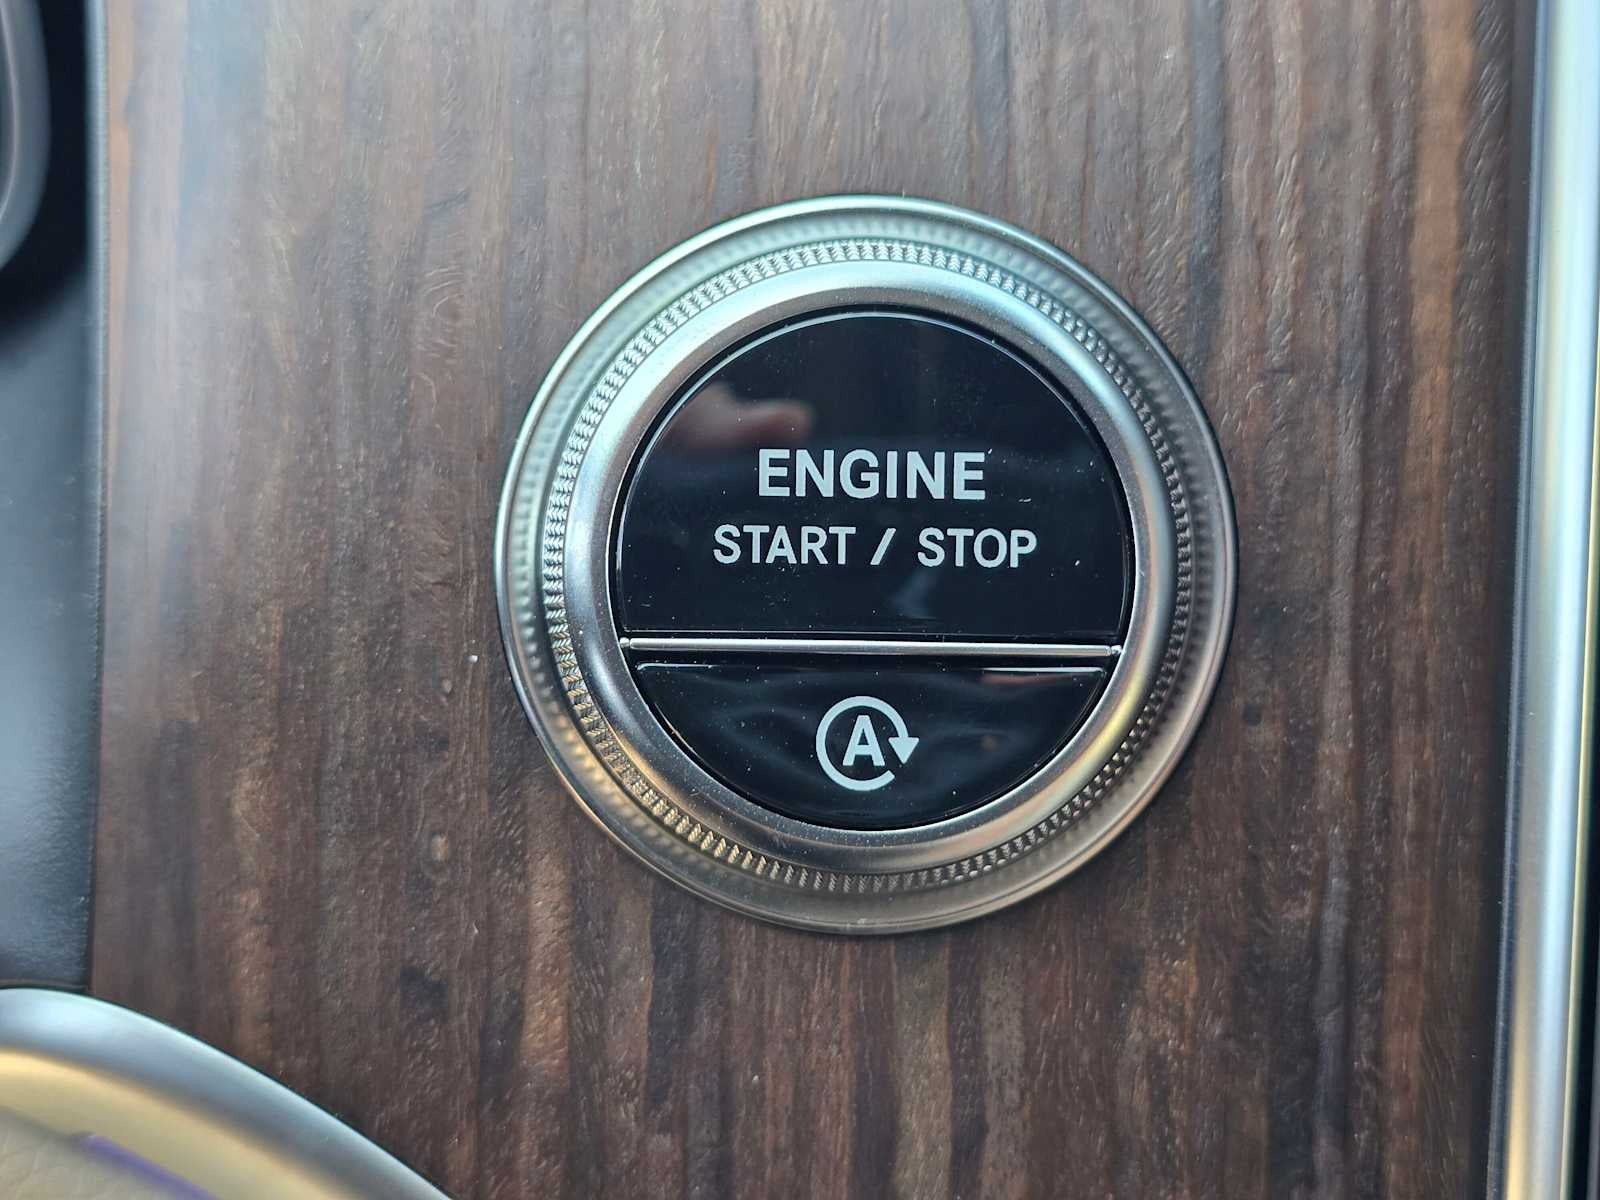 ENGINE
START / STOP
A